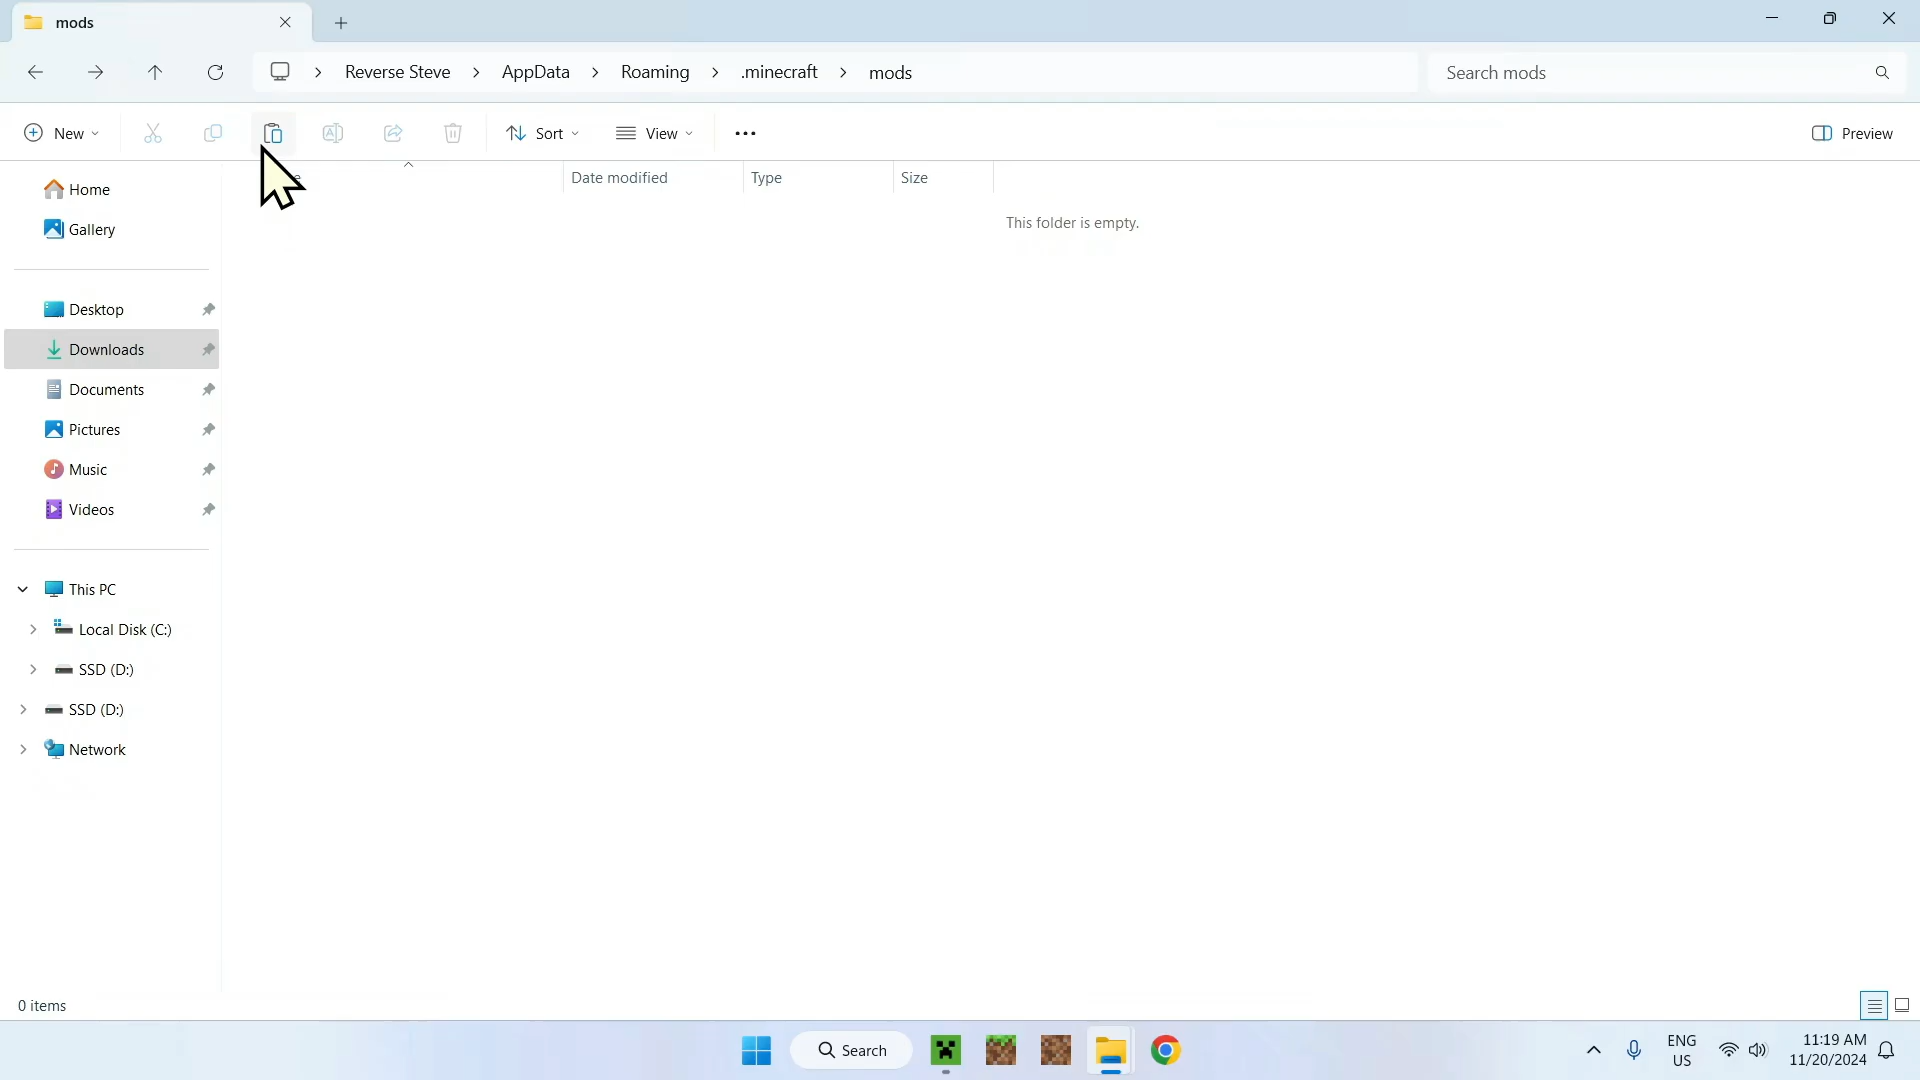 mods
Reverse Steve > AppData > Roaming > .minecraft > mods
Search mods
New
Sort
View
Preview
Date modified
Type
Size
This folder is empty.
Home
Gallery
Desktop
Downloads
Documents
Pictures
Music
Videos
This PC
Local Disk (C:)
SSD (D:)
SSD (D:)
Network
0 items
Search
ENG
US
11:19 AM
11/20/2024